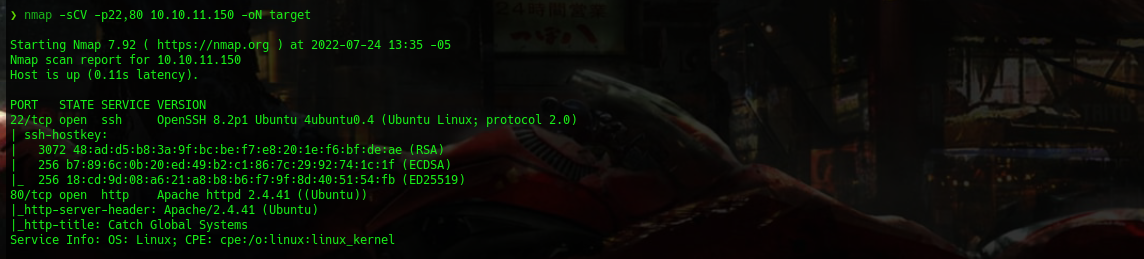 ❯ nmap -sCV -p22,80 10.10.11.150 -oN target
Starting Nmap 7.92 ( https://nmap.org ) at 2022-07-24 13:35 -05
Nmap scan report for 10.10.11.150
Host is up (0.11s latency).
PORT   STATE SERVICE VERSION
22/tcp open  ssh     OpenSSH 8.2p1 Ubuntu 4ubuntu0.4 (Ubuntu Linux; protocol 2.0)
| ssh-hostkey:
|   3072 48:ad:d5:b8:3a:9f:bc:be:f7:e8:20:1e:f6:bf:de:ae (RSA)
|   256 b7:89:6c:0b:20:ed:49:b2:c1:86:7c:29:92:74:1c:1f (ECDSA)
|_  256 18:cd:9d:08:a6:21:a8:b8:b6:f7:9f:8d:40:51:54:fb (ED25519)
80/tcp open  http    Apache httpd 2.4.41 ((Ubuntu))
|_http-server-header: Apache/2.4.41 (Ubuntu)
|_http-title: Catch Global Systems
Service Info: OS: Linux; CPE: cpe:/o:linux:linux_kernel
24時間営業